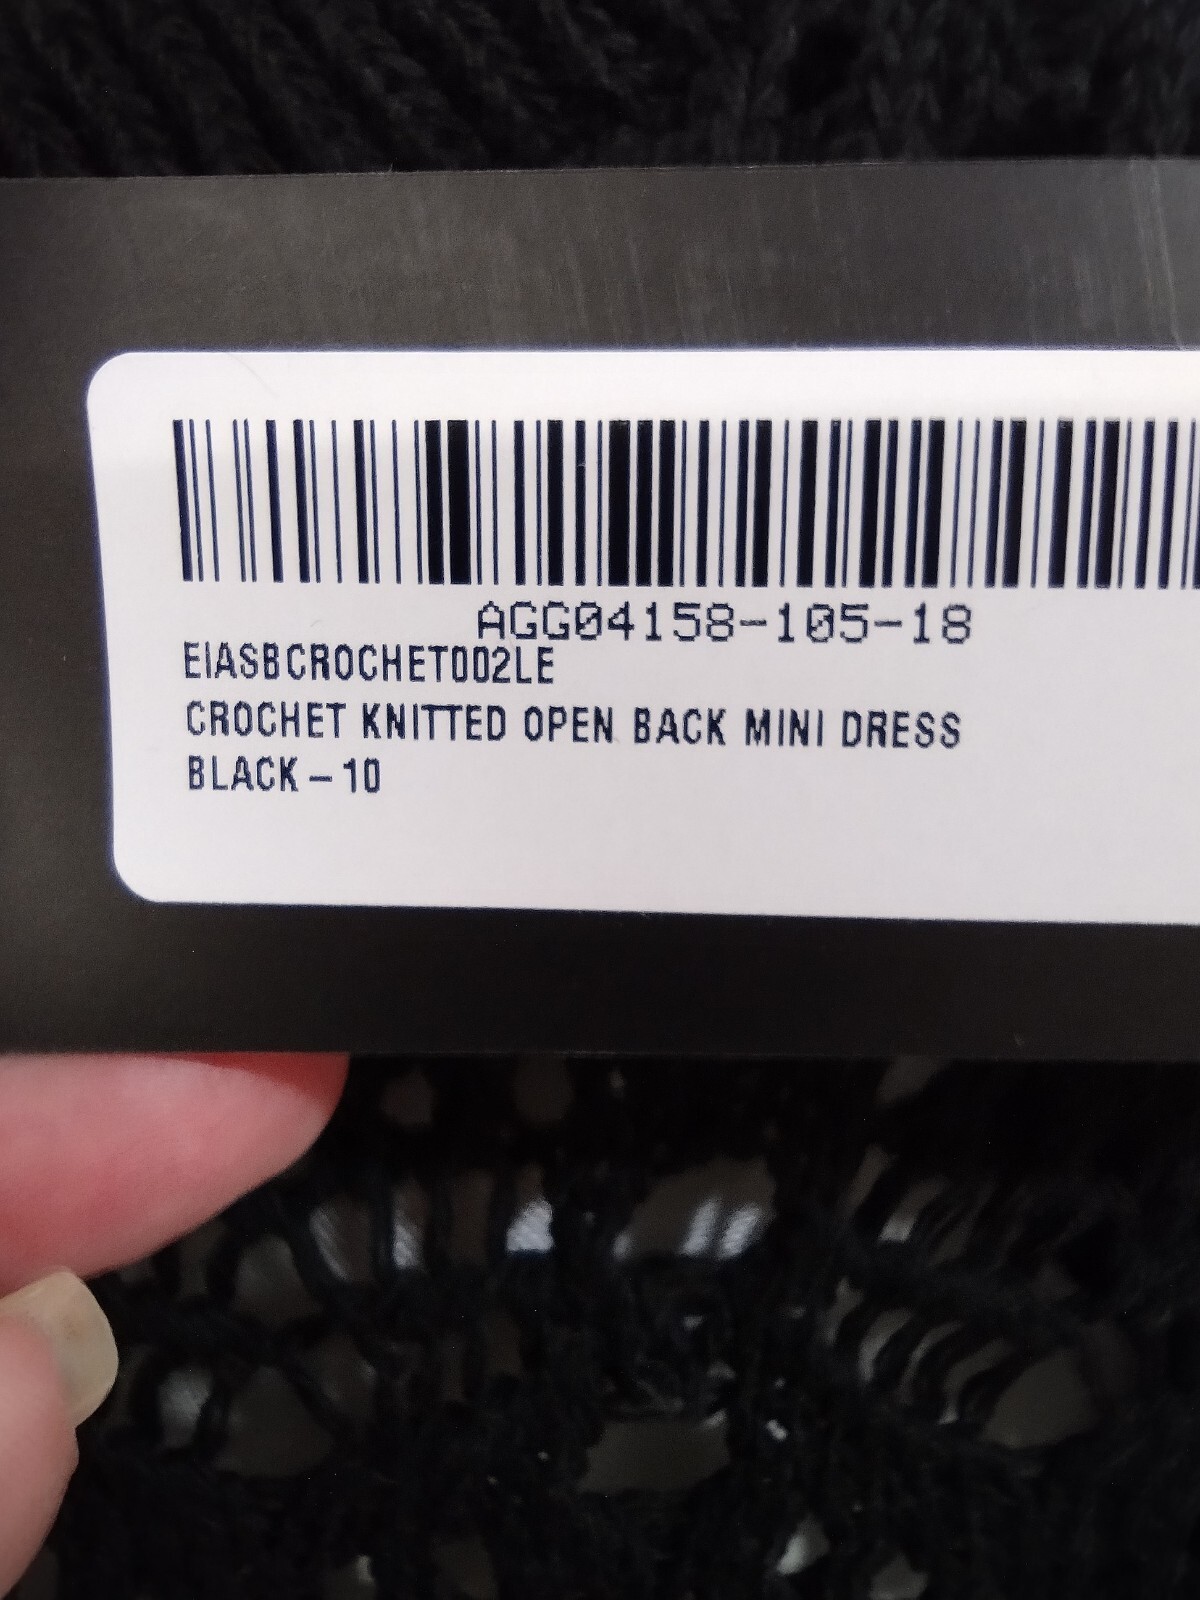 AGG04158-105-18
EIASBCROCHET002LE
CROCHET KNITTED OPEN BACK MINI DRESS
BLACK - 10